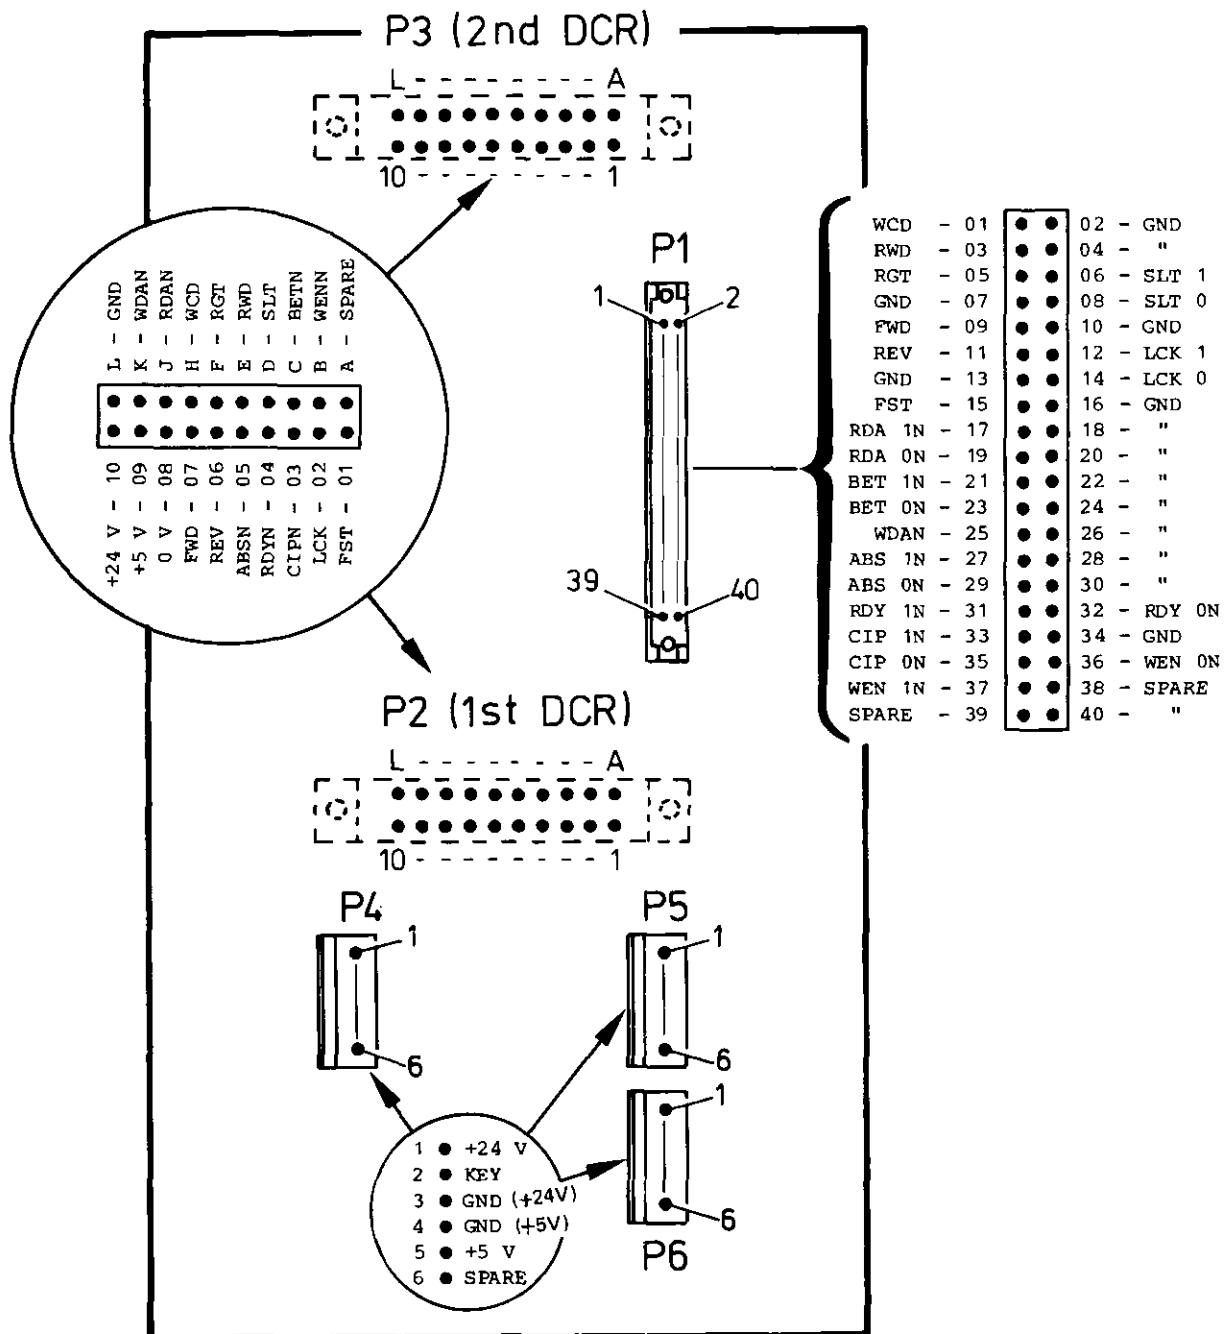 P3 (2nd DCR)
L - - - - - - - - A
10 - - - - - - - - 1
L - GND
K - WDAN
J - RDAN
H - WCD
F - RGT
E - RWD
D - SLT
C - BETN
B - WENN
A - SPARE
+24 V - 10
+5 V - 09
0 V - 08
FWD - 07
REV - 06
ABSN - 05
RDYN - 04
CIPN - 03
LCK - 02
FST - 01
P1
1 2
39 40
WCD - 01 02 - GND
RWD - 03 04 - "
RGT - 05 06 - SLT 1
GND - 07 08 - SLT 0
FWD - 09 10 - GND
REV - 11 12 - LCK 1
GND - 13 14 - LCK 0
FST - 15 16 - GND
RDA 1N - 17 18 - "
RDA 0N - 19 20 - "
BET 1N - 21 22 - "
BET 0N - 23 24 - "
WDAN - 25 26 - "
ABS 1N - 27 28 - "
ABS 0N - 29 30 - "
RDY 1N - 31 32 - RDY 0N
CIP 1N - 33 34 - GND
CIP 0N - 35 36 - WEN 0N
WEN 1N - 37 38 - SPARE
SPARE - 39 40 - "
P2 (1st DCR)
L - - - - - - - - A
10 - - - - - - - - 1
P4
1
6
P5
1
6
1
6
P6
1 +24 V
2 KEY
3 GND (+24V)
4 GND (+5V)
5 +5 V
6 SPARE